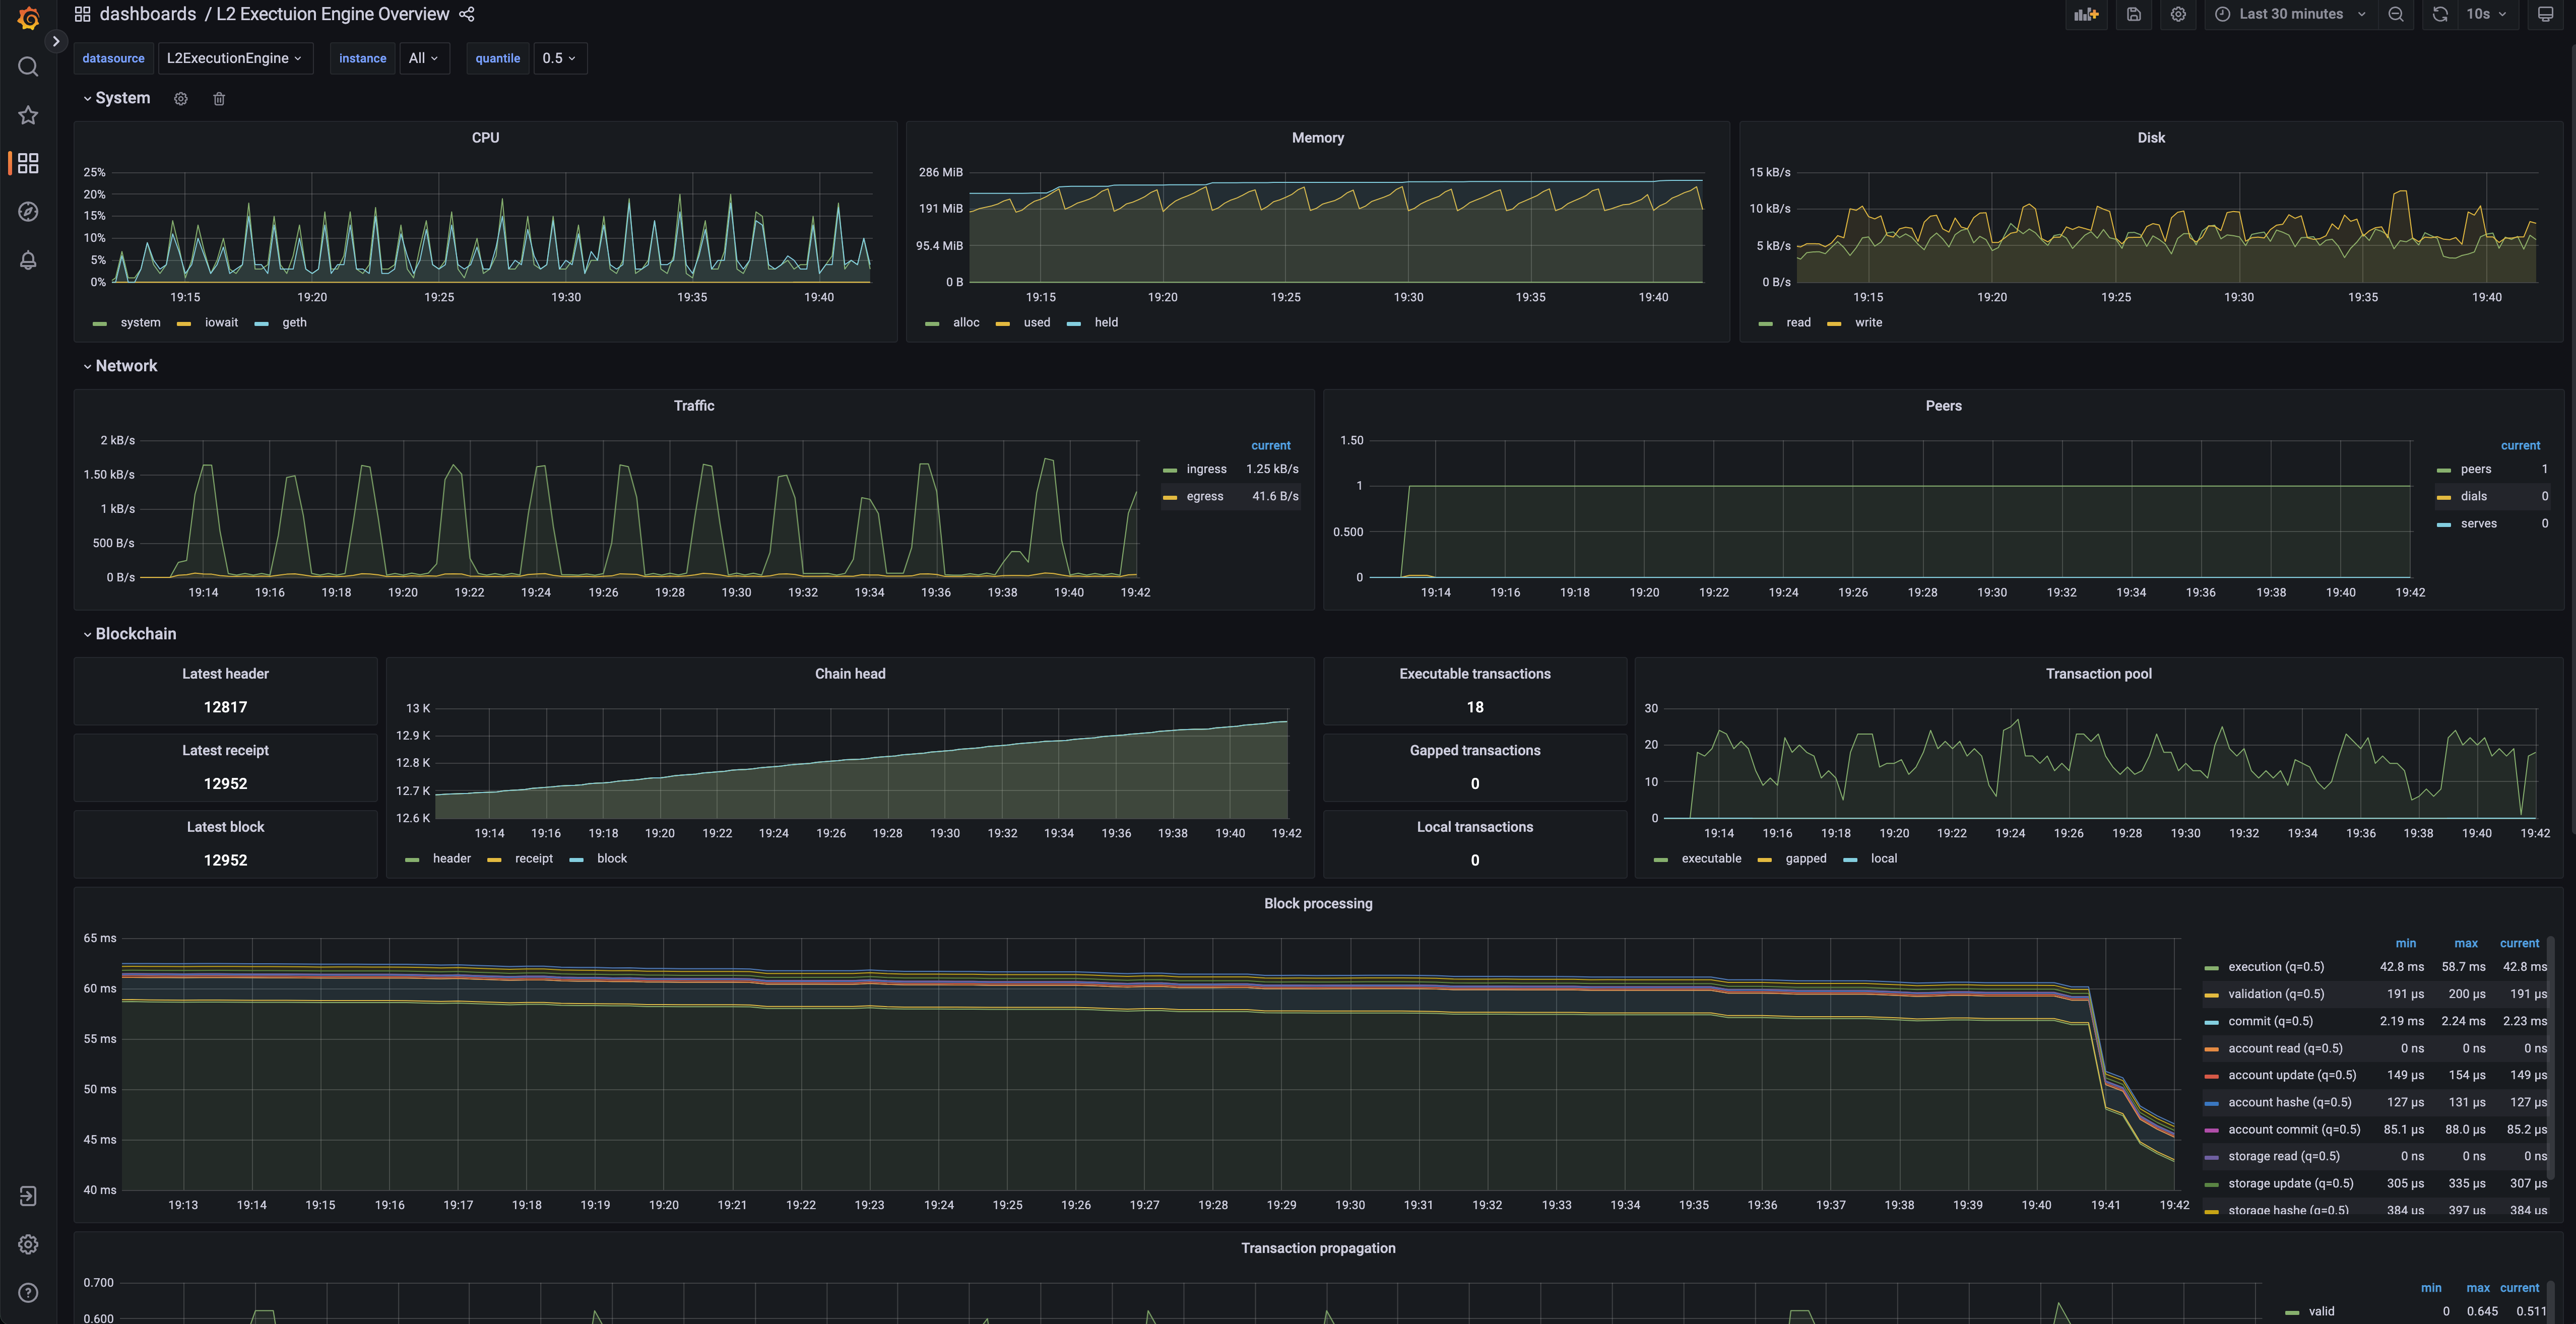 dashboards / L2 Exectuion Engine Overview
Last 30 minutes
10s
datasource L2ExecutionEngine instance All quantile 0.5
System
CPU
25%
20%
15%
10%
5%
0%
19:15 19:20 19:25 19:30 19:35 19:40
system iowait geth
Memory
286 MiB
191 MiB
95.4 MiB
0 B
19:15 19:20 19:25 19:30 19:35 19:40
alloc used held
Disk
15 kB/s
10 kB/s
5 kB/s
0 B/s
19:15 19:20 19:25 19:30 19:35 19:40
read write
Network
Traffic
2 kB/s
1.50 kB/s
1 kB/s
500 B/s
0 B/s
19:14 19:16 19:18 19:20 19:22 19:24 19:26 19:28 19:30 19:32 19:34 19:36 19:38 19:40 19:42
current
ingress 1.25 kB/s
egress 41.6 B/s
Peers
1.50
1
0.500
0
19:14 19:16 19:18 19:20 19:22 19:24 19:26 19:28 19:30 19:32 19:34 19:36 19:38 19:40 19:42
current
peers 1
dials 0
serves 0
Blockchain
Latest header
12817
Latest receipt
12952
Latest block
12952
Chain head
13 K
12.9 K
12.8 K
12.7 K
12.6 K
19:14 19:16 19:18 19:20 19:22 19:24 19:26 19:28 19:30 19:32 19:34 19:36 19:38 19:40 19:42
header receipt block
Executable transactions
18
Gapped transactions
0
Local transactions
0
Transaction pool
30
20
10
0
19:14 19:16 19:18 19:20 19:22 19:24 19:26 19:28 19:30 19:32 19:34 19:36 19:38 19:40 19:42
executable gapped local
Block processing
65 ms
60 ms
55 ms
50 ms
45 ms
40 ms
19:13 19:14 19:15 19:16 19:17 19:18 19:19 19:20 19:21 19:22 19:23 19:24 19:25 19:26 19:27 19:28 19:29 19:30 19:31 19:32 19:33 19:34 19:35 19:36 19:37 19:38 19:39 19:40 19:41 19:42
min max current
execution (q=0.5) 42.8 ms 58.7 ms 42.8 ms
validation (q=0.5) 191 µs 200 µs 191 µs
commit (q=0.5) 2.19 ms 2.24 ms 2.23 ms
account read (q=0.5) 0 ns 0 ns 0 ns
account update (q=0.5) 149 µs 154 µs 149 µs
account hashe (q=0.5) 127 µs 131 µs 127 µs
account commit (q=0.5) 85.1 µs 88.0 µs 85.2 µs
storage read (q=0.5) 0 ns 0 ns 0 ns
storage update (q=0.5) 305 µs 335 µs 307 µs
storage hashe (q=0.5) 384 µs 397 µs 384 µs
Transaction propagation
0.700
0.600
min max current
valid 0 0.645 0.511